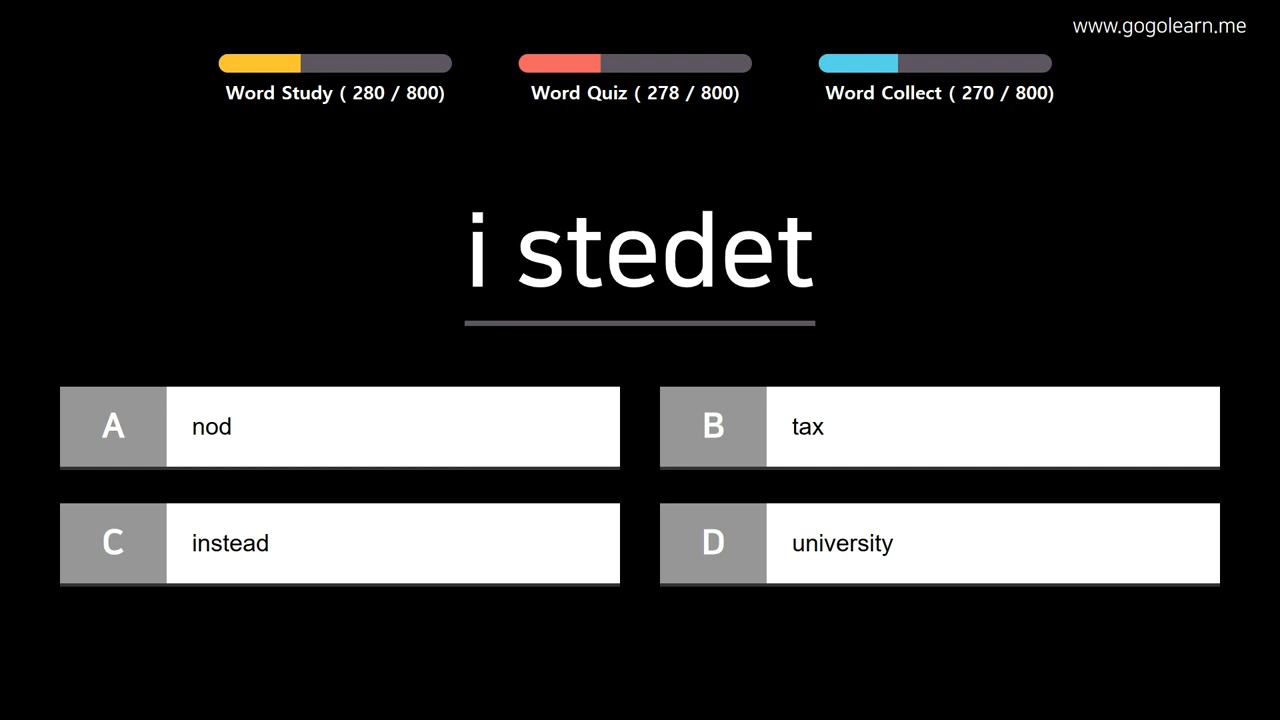 www.gogolearn.me
Word Study ( 280 / 800)
Word Quiz ( 278 / 800)
Word Collect ( 270 / 800)
i stedet
A nod
B tax
C instead
D university